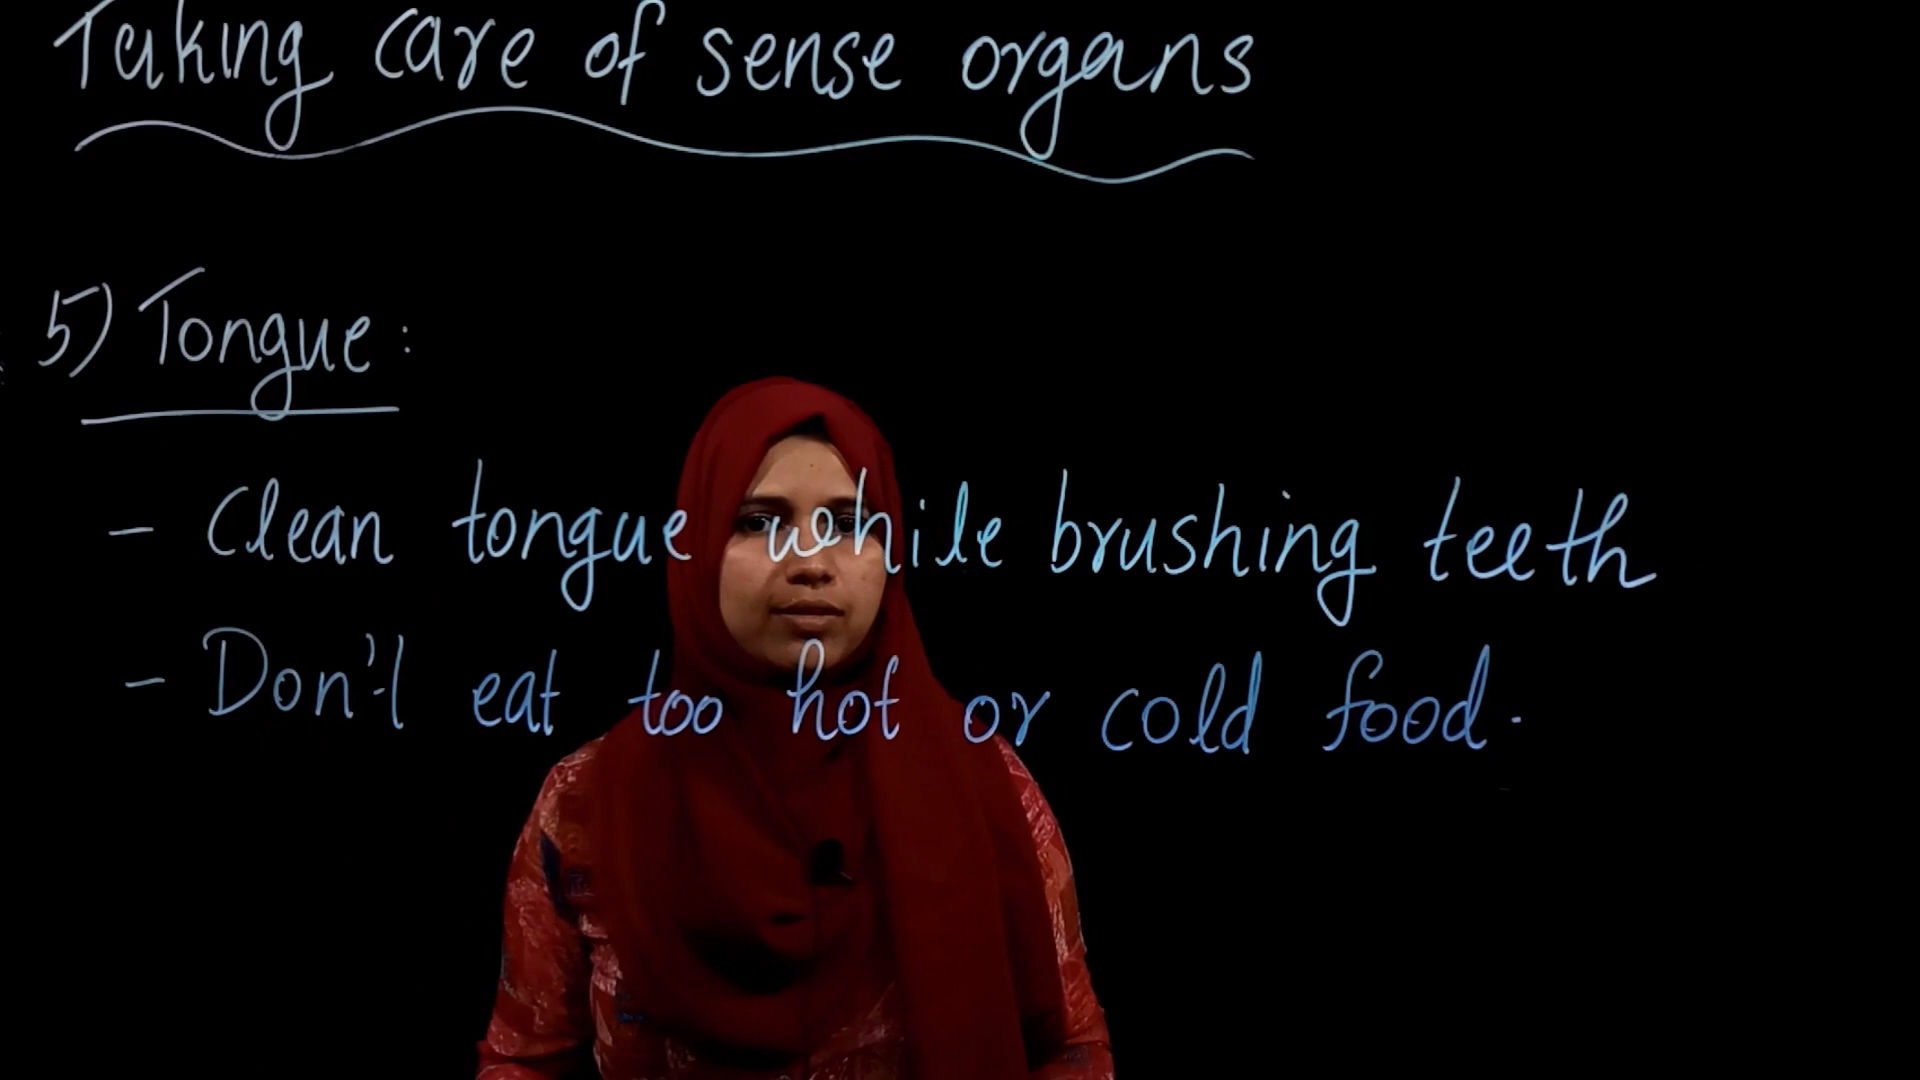 Taking care of sense organs
5) Tongue:
- Clean tongue while brushing teeth
- Don't eat too hot or cold food.